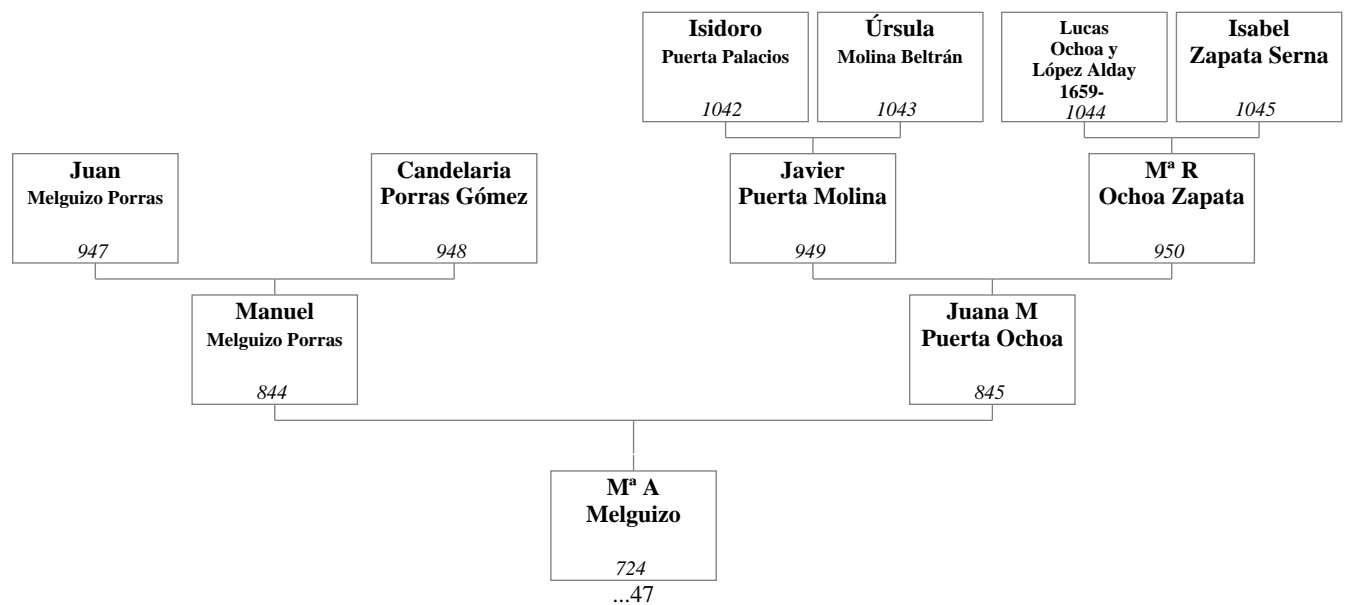 Isidoro
Puerta Palacios
1042
Úrsula
Molina Beltrán
1043
Lucas
Ochoa y
López Alday
1659-
1044
Isabel
Zapata Serna
1045
Juan
Melguizo Porras
947
Candelaria
Porras Gómez
948
Javier
Puerta Molina
949
Mª R
Ochoa Zapata
950
Manuel
Melguizo Porras
844
Juana M
Puerta Ochoa
845
Mª A
Melguizo
724
...47